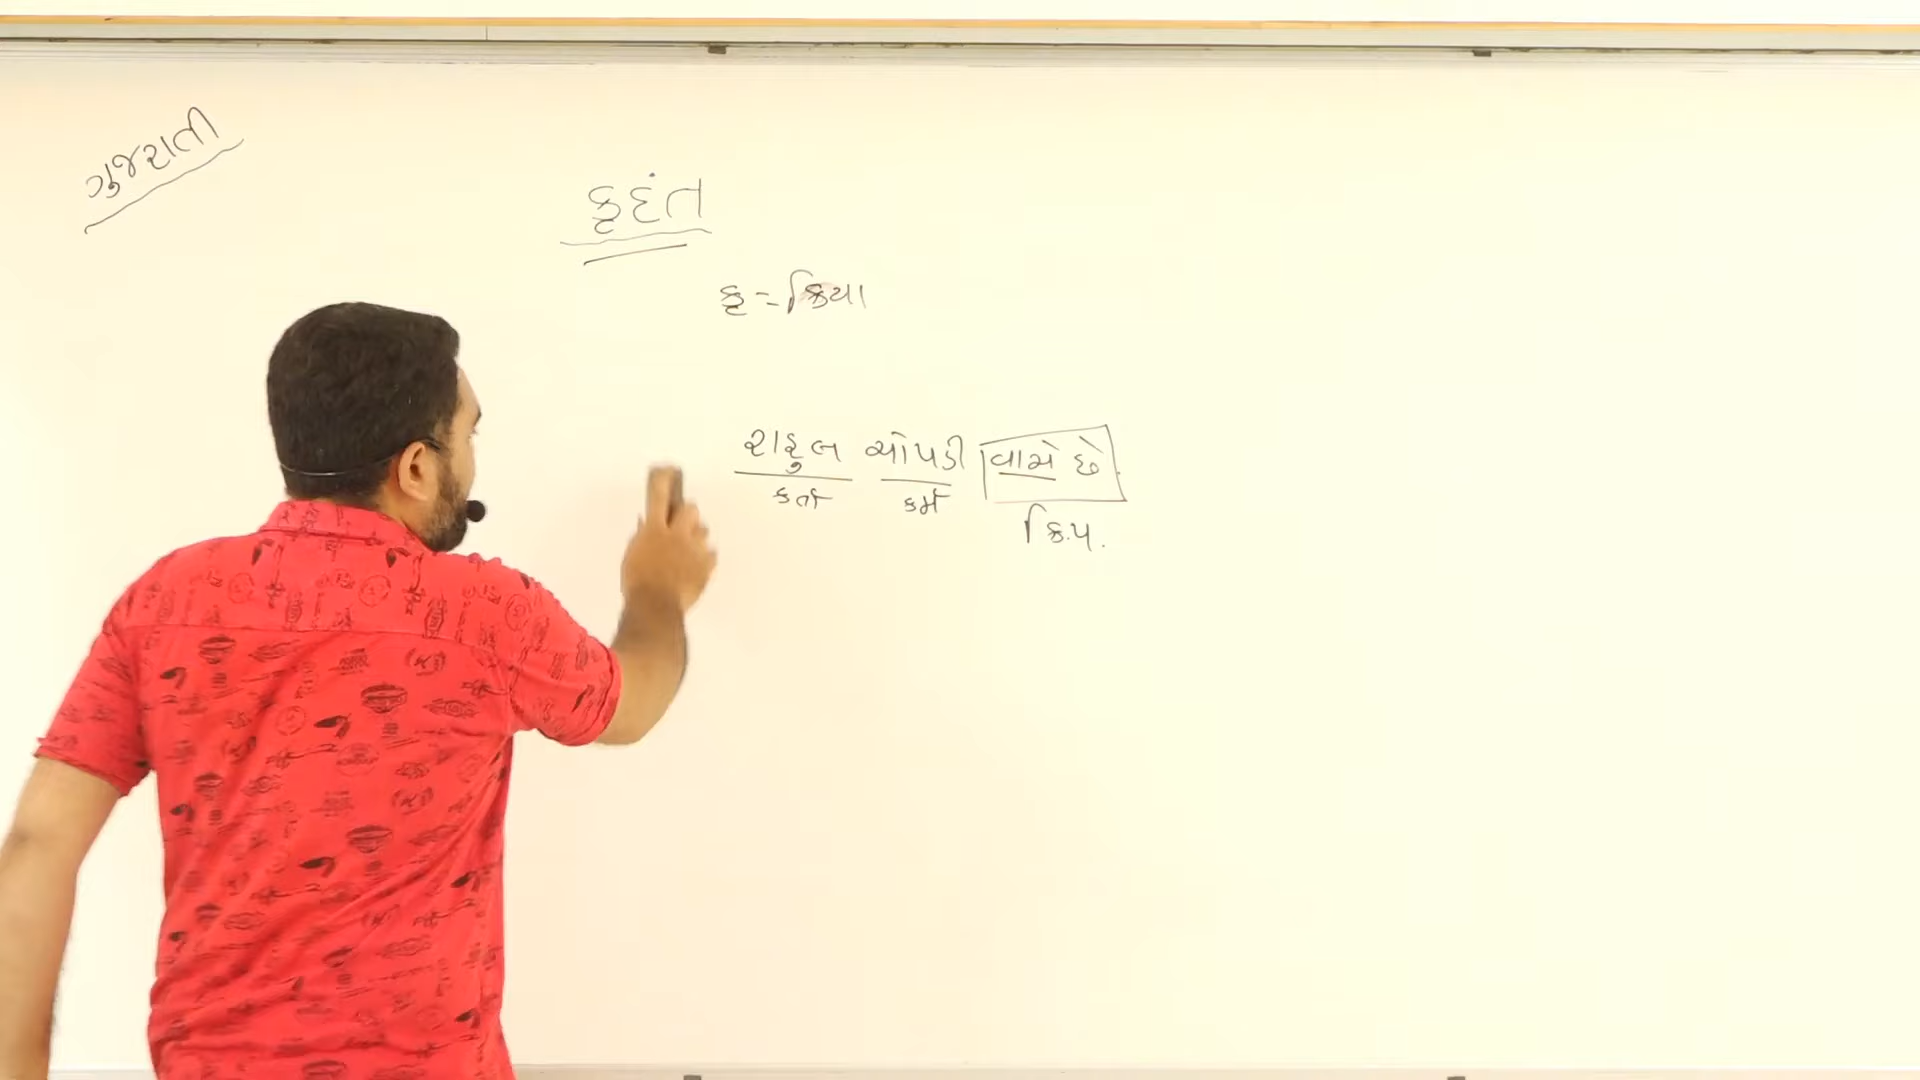 ગુજરાતી
કૃદંત
કૃ = ક્રિયા
રાહુલ ચોપડી વાંચે છે.
કર્તા કર્મ ક્રિ.પ.